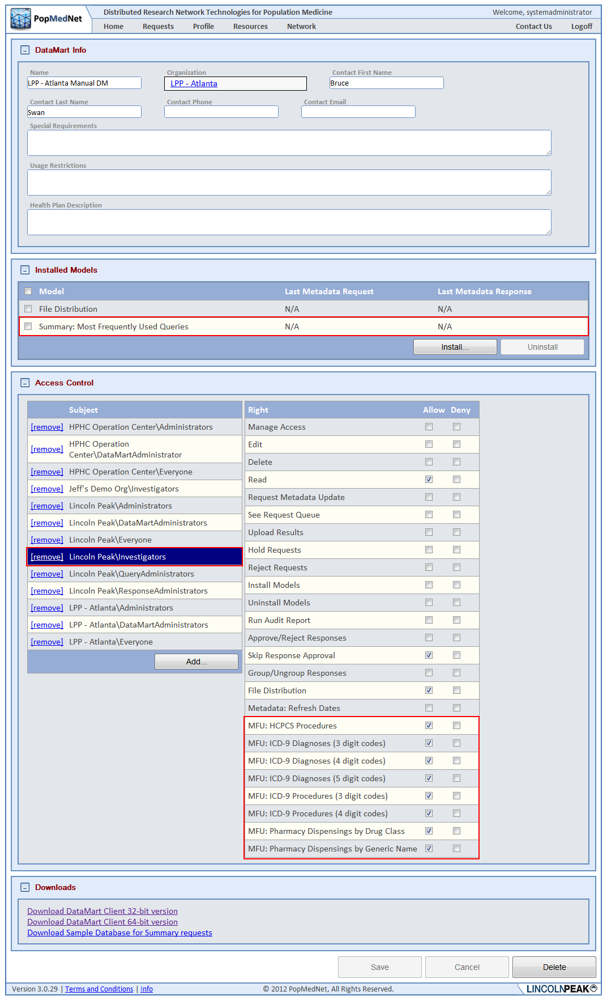 PopMedNet
Distributed Research Network Technologies for Population Medicine
Welcome, systemadministrator
Home Requests Profile Resources Network Contact Us Logoff
DataMart Info
Name Organization Contact First Name
LPP - Atlanta Manual DM LPP - Atlanta Bruce
Contact Last Name Contact Phone Contact Email
Swan
Special Requirements
Usage Restrictions
Health Plan Description
Installed Models
Model Last Metadata Request Last Metadata Response
File Distribution N/A N/A
Summary: Most Frequently Used Queries N/A N/A
Install... Uninstall
Access Control
Subject
[remove] HPHC Operation Center\Administrators
[remove] HPHC Operation
Center\DataMartAdministrator
[remove] HPHC Operation Center\Everyone
[remove] Jeff's Demo Org\Investigators
[remove] Lincoln Peak\Administrators
[remove] Lincoln Peak\DataMartAdministrators
[remove] Lincoln Peak\Everyone
[remove] Lincoln Peak\Investigators
[remove] Lincoln Peak\QueryAdministrators
[remove] Lincoln Peak\ResponseAdministrators
[remove] LPP - Atlanta\Administrators
[remove] LPP - Atlanta\DataMartAdministrators
[remove] LPP - Atlanta\Everyone
Add...
Right Allow Deny
Manage Access
Edit
Delete
Read
Request Metadata Update
See Request Queue
Upload Results
Hold Requests
Reject Requests
Install Models
Uninstall Models
Run Audit Report
Approve/Reject Responses
Skip Response Approval
Group/Ungroup Responses
File Distribution
Metadata: Refresh Dates
MFU: HCPCS Procedures
MFU: ICD-9 Diagnoses (3 digit codes)
MFU: ICD-9 Diagnoses (4 digit codes)
MFU: ICD-9 Diagnoses (5 digit codes)
MFU: ICD-9 Procedures (3 digit codes)
MFU: ICD-9 Procedures (4 digit codes)
MFU: Pharmacy Dispensings by Drug Class
MFU: Pharmacy Dispensings by Generic Name
Downloads
Download DataMart Client 32-bit version
Download DataMart Client 64-bit version
Download Sample Database for Summary requests
Save Cancel Delete
Version 3.0.29 | Terms and Conditions | Info © 2012 PopMedNet, All Rights Reserved. LINCOLNPEAK